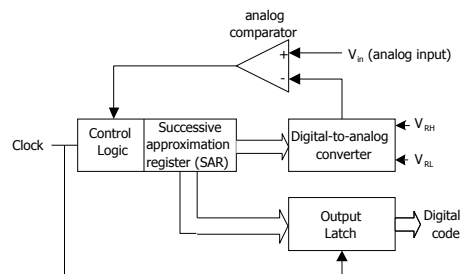 analog
comparator
+
V_in (analog input)
-
Clock
Control
Logic
Successive
approximation
register (SAR)
Digital-to-analog
converter
V_RH
V_RL
Output
Latch
Digital
code